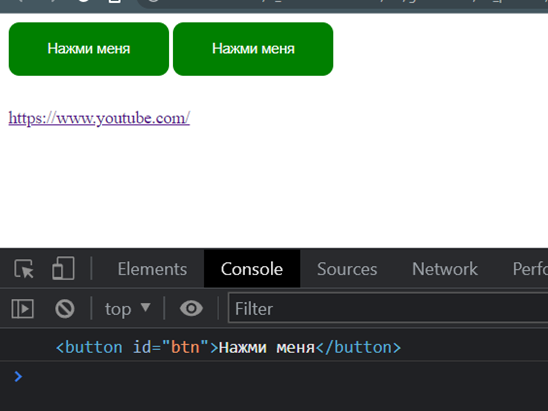 Нажми меня Нажми меня
https://www.youtube.com/
Elements Console Sources Network
top Filter
<button id="btn">Нажми меня</button>